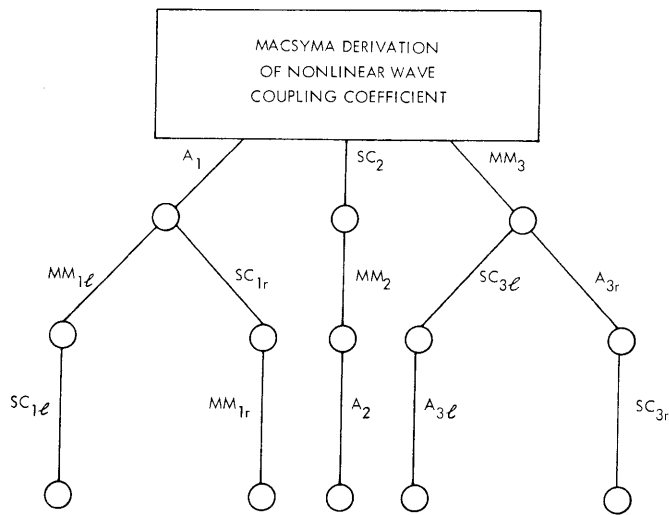 MACSYMA DERIVATION
OF NONLINEAR WAVE
COUPLING COEFFICIENT
A₁
SC₂
MM₃
MM₁ℓ
SC₁r
MM₂
SC₃ℓ
A₃r
SC₁ℓ
MM₁r
A₂
A₃ℓ
SC₃r